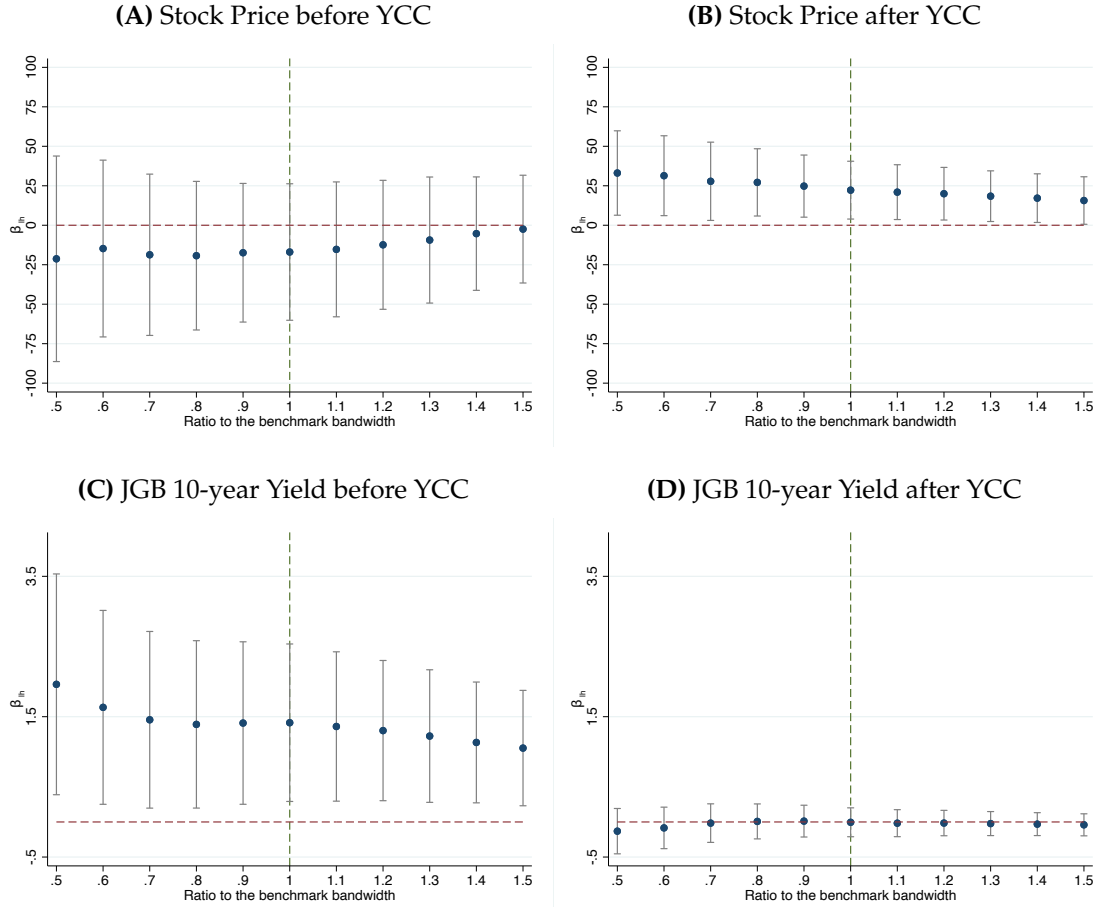 (A) Stock Price before YCC
100
75
50
25
0
-25
-50
-75
-100
β_lh
.5 .6 .7 .8 .9 1 1.1 1.2 1.3 1.4 1.5
Ratio to the benchmark bandwidth
(B) Stock Price after YCC
100
75
50
25
0
-25
-50
-75
-100
β_lh
.5 .6 .7 .8 .9 1 1.1 1.2 1.3 1.4 1.5
Ratio to the benchmark bandwidth
(C) JGB 10-year Yield before YCC
3.5
1.5
-.5
β_lh
.5 .6 .7 .8 .9 1 1.1 1.2 1.3 1.4 1.5
Ratio to the benchmark bandwidth
(D) JGB 10-year Yield after YCC
3.5
1.5
-.5
β_lh
.5 .6 .7 .8 .9 1 1.1 1.2 1.3 1.4 1.5
Ratio to the benchmark bandwidth